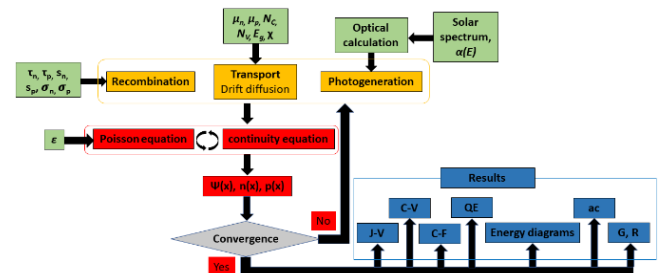 μn, μp, NC,
NV, Eg, χ
Optical
calculation
Solar
spectrum,
α(E)
τn, τp, sn,
sp, σn, σp
Recombination
Transport
Drift diffusion
Photogeneration
ε
Poisson equation
continuity equation
Ψ(x), n(x), p(x)
Convergence
No
Yes
Results
J-V
C-V
C-F
QE
Energy diagrams
ac
G, R